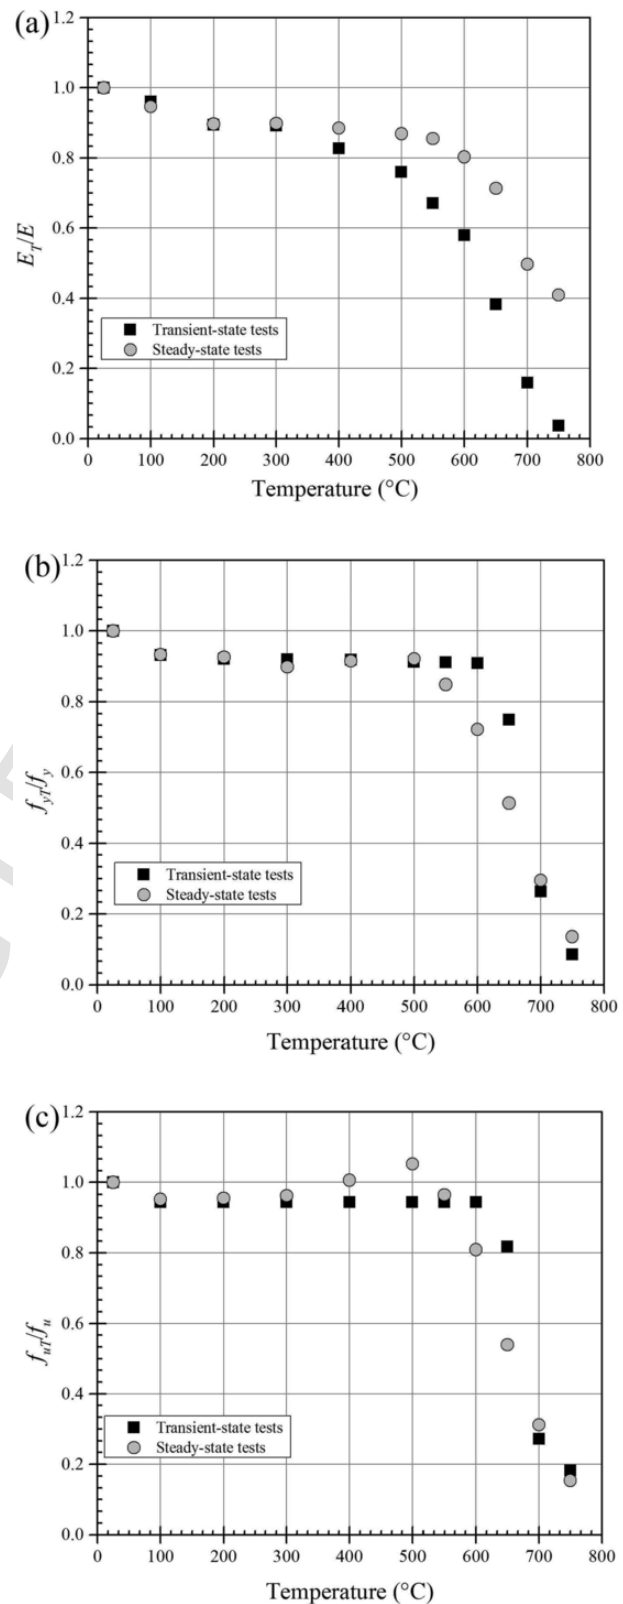 (a)
1.2
1.0
0.8
0.6
0.4
0.2
0.0
E_T/E
Transient-state tests
Steady-state tests
0 100 200 300 400 500 600 700 800
Temperature (°C)
(b)
1.2
1.0
0.8
0.6
0.4
0.2
0.0
f_yT/f_y
Transient-state tests
Steady-state tests
0 100 200 300 400 500 600 700 800
Temperature (°C)
(c)
1.2
1.0
0.8
0.6
0.4
0.2
0.0
f_uT/f_u
Transient-state tests
Steady-state tests
0 100 200 300 400 500 600 700 800
Temperature (°C)